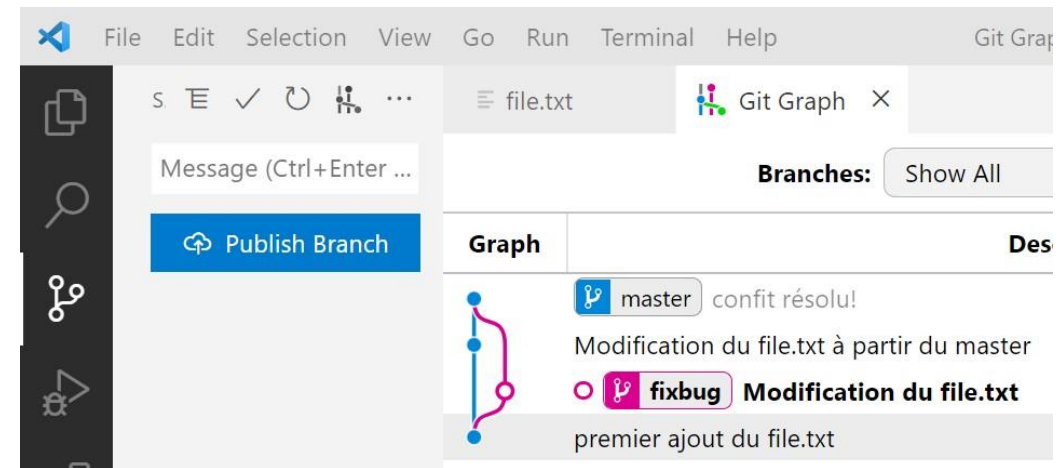 File Edit Selection View Go Run Terminal Help Git Grap
S
file.txt Git Graph
Message (Ctrl+Enter ...
Branches: Show All
Publish Branch
Graph Des
master confit résolu!
Modification du file.txt à partir du master
fixbug Modification du file.txt
premier ajout du file.txt